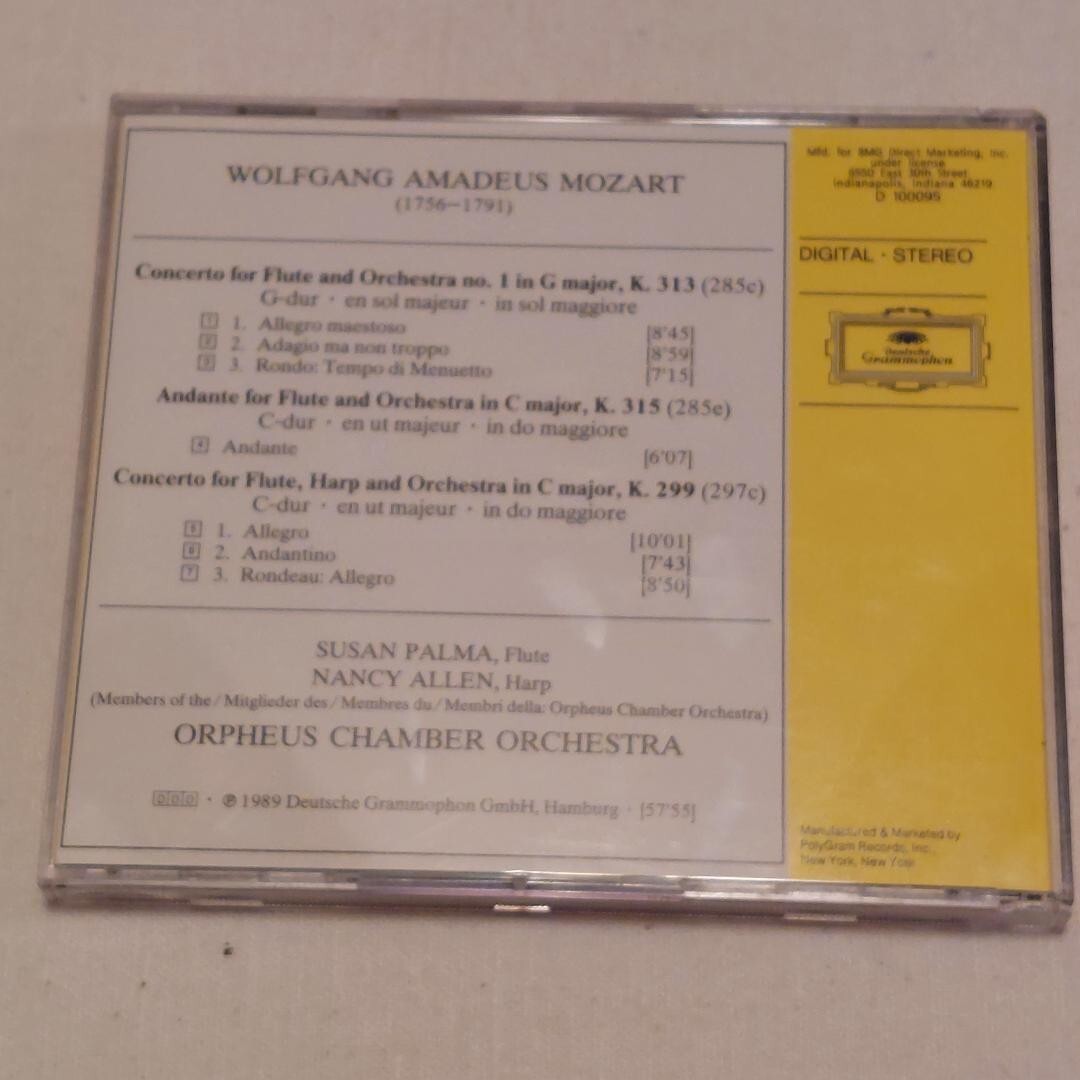 WOLFGANG AMADEUS MOZART
(1756–1791)
Concerto for Flute and Orchestra no. 1 in G major, K. 313 (285c)
G-dur · en sol majeur · in sol maggiore
1 1. Allegro maestoso [8'45]
2 2. Adagio ma non troppo [8'59]
3 3. Rondo: Tempo di Menuetto [7'15]
Andante for Flute and Orchestra in C major, K. 315 (285e)
C-dur · en ut majeur · in do maggiore
4 Andante [6'07]
Concerto for Flute, Harp and Orchestra in C major, K. 299 (297c)
C-dur · en ut majeur · in do maggiore
5 1. Allegro [10'01]
6 2. Andantino [7'43]
7 3. Rondeau: Allegro [8'50]
SUSAN PALMA, Flute
NANCY ALLEN, Harp
(Members of the / Mitglieder des / Membres du / Membri della: Orpheus Chamber Orchestra)
ORPHEUS CHAMBER ORCHESTRA
DDD · ℗ 1989 Deutsche Grammophon GmbH, Hamburg · [57'55]
Mfd. for BMG Direct Marketing, Inc.
under license
6550 East 30th Street
Indianapolis, Indiana 46219
D 100095
DIGITAL · STEREO
Deutsche
Grammophon
Manufactured & Marketed by
PolyGram Records, Inc.,
New York, New York